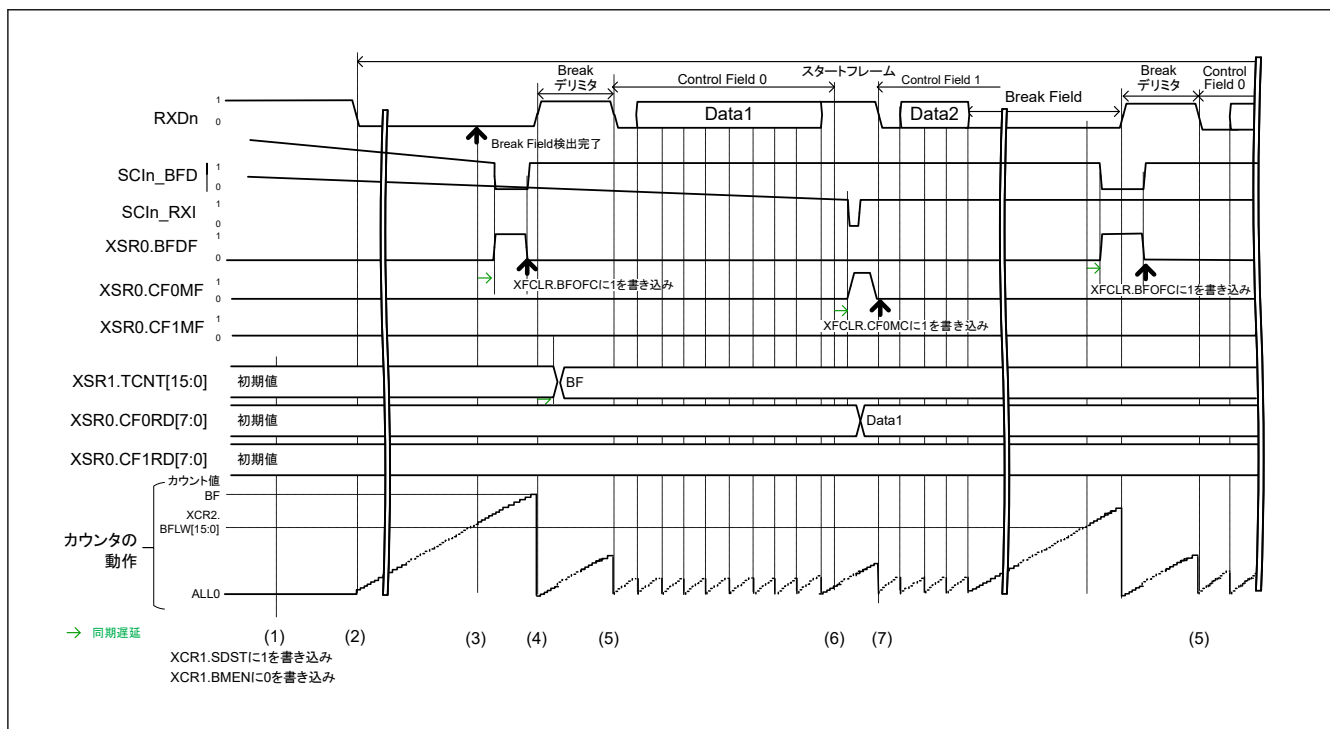 スタートフレーム
Break
デリミタ
Control Field 0
Control Field 1
Break Field
Break
デリミタ
Control
Field 0
RXDn
1
0
Data1
Data2
Break Field検出完了
SCIn_BFD
1
0
SCIn_RXI
1
0
XSR0.BFDF
1
0
XFCLR.BFOFCに1を書き込み
XFCLR.BFOFCに1を書き込み
XSR0.CF0MF
1
0
XFCLR.CF0MCに1を書き込み
XSR0.CF1MF
1
0
XSR1.TCNT[15:0]
初期値
BF
XSR0.CF0RD[7:0]
初期値
Data1
XSR0.CF1RD[7:0]
初期値
カウンタの
動作
カウント値
BF
XCR2.
BFLW[15:0]
ALL0
→ 同期遅延
(1)
(2)
(3)
(4)
(5)
(6)
(7)
(5)
XCR1.SDSTに1を書き込み
XCR1.BMENに0を書き込み